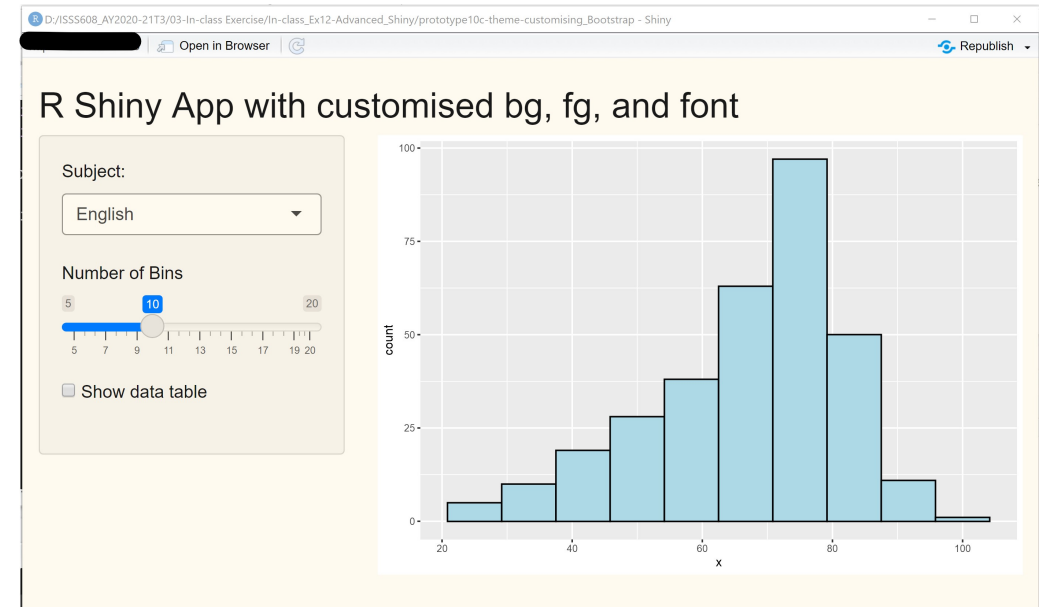 D:/ISSS608_AY2020-21T3/03-In-class Exercise/In-class_Ex12-Advanced_Shiny/prototype10c-theme-customising_Bootstrap - Shiny
Open in Browser
Republish
R Shiny App with customised bg, fg, and font
Subject:
English
Number of Bins
5 10 20
5 7 9 11 13 15 17 19 20
Show data table
100
75
50
25
0
count
20 40 60 80 100
x